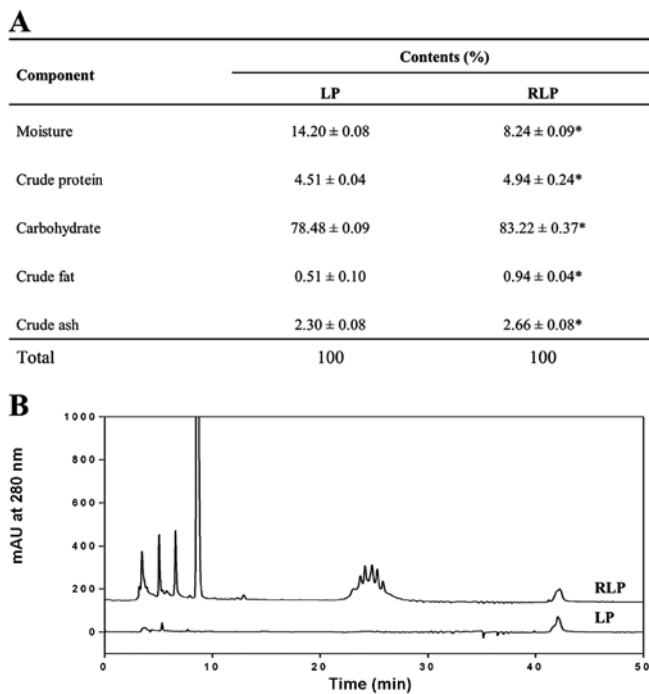 A
Component Contents (%)
LP RLP
Moisture 14.20 ± 0.08 8.24 ± 0.09*
Crude protein 4.51 ± 0.04 4.94 ± 0.24*
Carbohydrate 78.48 ± 0.09 83.22 ± 0.37*
Crude fat 0.51 ± 0.10 0.94 ± 0.04*
Crude ash 2.30 ± 0.08 2.66 ± 0.08*
Total 100 100
B
mAU at 280 nm
1000
800
600
400
200
0
RLP
LP
0 10 20 30 40 50
Time (min)